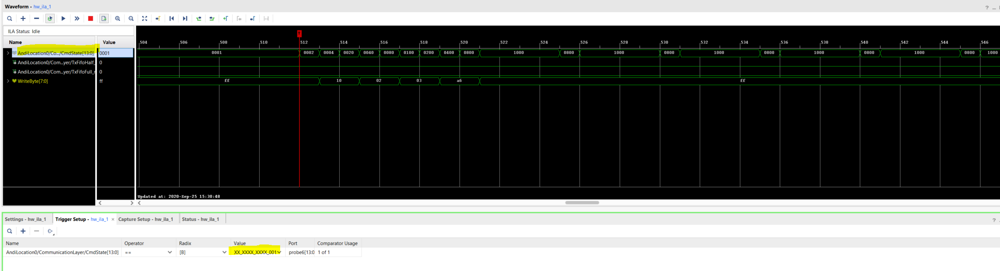 Waveform - hw_ila_1
? _
ILA Status: Idle
Name Value
504 506 508 510 512 514 516 518 520 522 524 526 528 530 532 534 536 538 540 542 544 546
AndiLocation0/Co.../CmdState[13:0] 0001 0001 0002 0004 0020 0040 0080 0100 0200 0400 0800 1000 0800 1000 0800 1000 0800 1000 0800 1000 0800 1000
AndiLocation0/Com...yer/TxFifoHalf_ 0
AndiLocation0/Com...yer/TxFifoFull_r 0
WriteByte[7:0] ff ff 10 02 03 a6 ff
Updated at: 2020-Sep-25 15:30:48
Settings - hw_ila_1 Trigger Setup - hw_ila_1 × Capture Setup - hw_ila_1 Status - hw_ila_1
?
Name Operator Radix Value Port Comparator Usage
AndiLocation0/CommunicationLayer/CmdState[13:0] == [B] XX_XXXX_XXXX_001 probe6[13:0 1 of 1